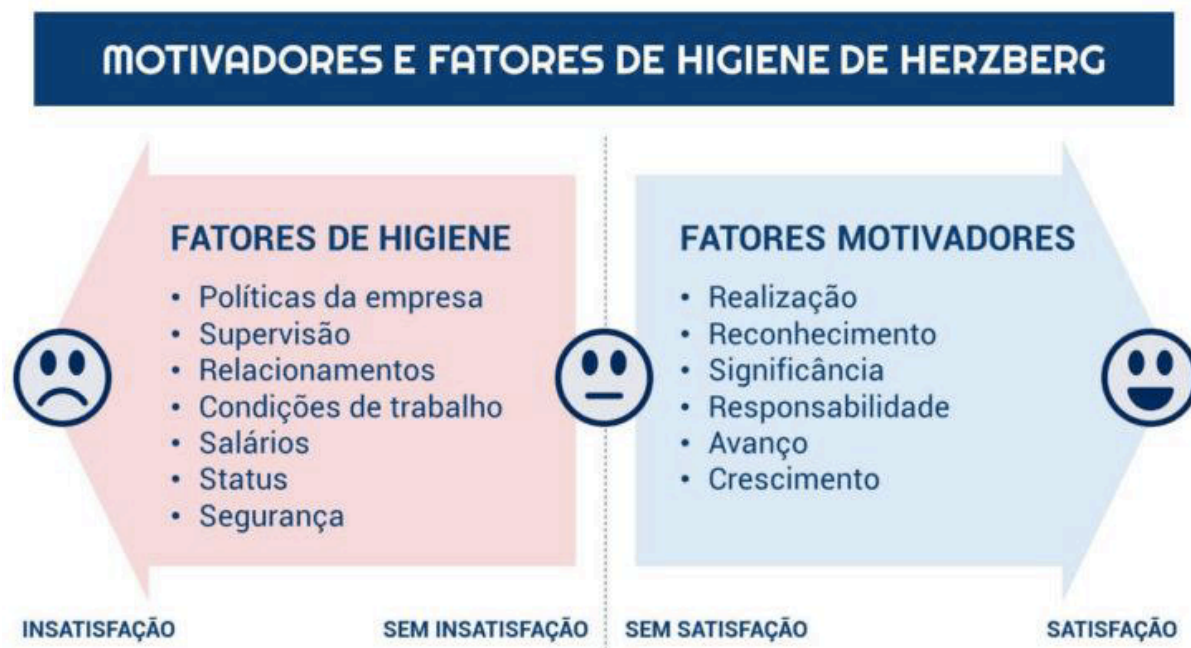 MOTIVADORES E FATORES DE HIGIENE DE HERZBERG
FATORES DE HIGIENE
• Políticas da empresa
• Supervisão
• Relacionamentos
• Condições de trabalho
• Salários
• Status
• Segurança
FATORES MOTIVADORES
• Realização
• Reconhecimento
• Significância
• Responsabilidade
• Avanço
• Crescimento
INSATISFAÇÃO
SEM INSATISFAÇÃO
SEM SATISFAÇÃO
SATISFAÇÃO